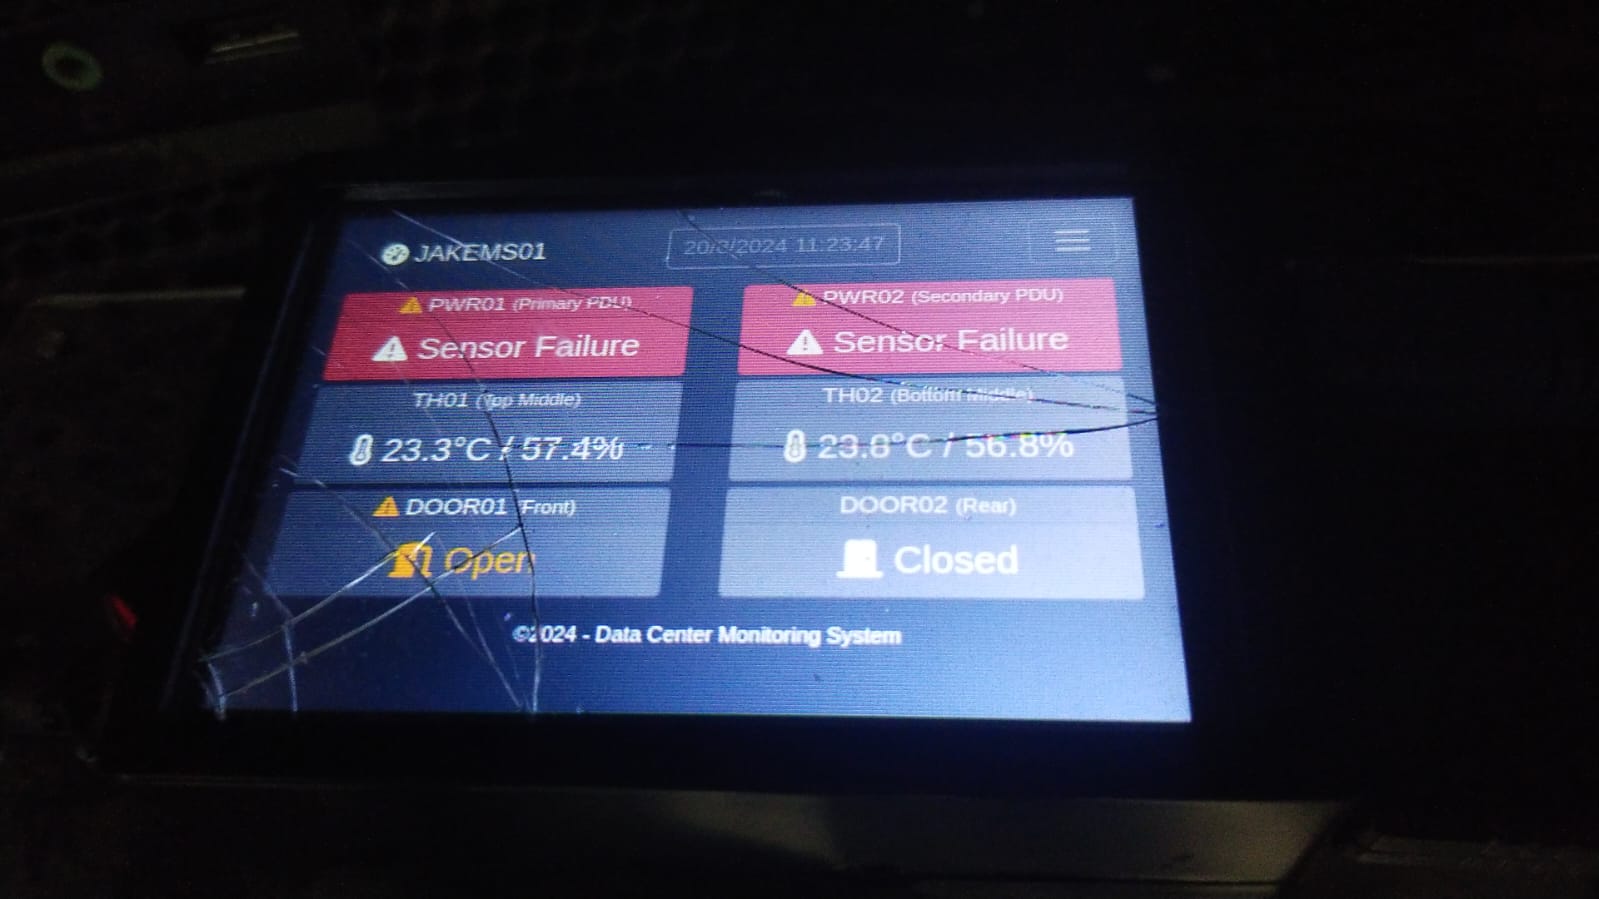 JAKEMS01
20/8/2024 11:23:47
PWR01 (Primary PDU)
Sensor Failure
PWR02 (Secondary PDU)
Sensor Failure
TH01 (Top Middle)
23.3°C / 57.4%
TH02 (Bottom Middle)
23.8°C / 56.8%
DOOR01 (Front)
Open
DOOR02 (Rear)
Closed
©2024 - Data Center Monitoring System